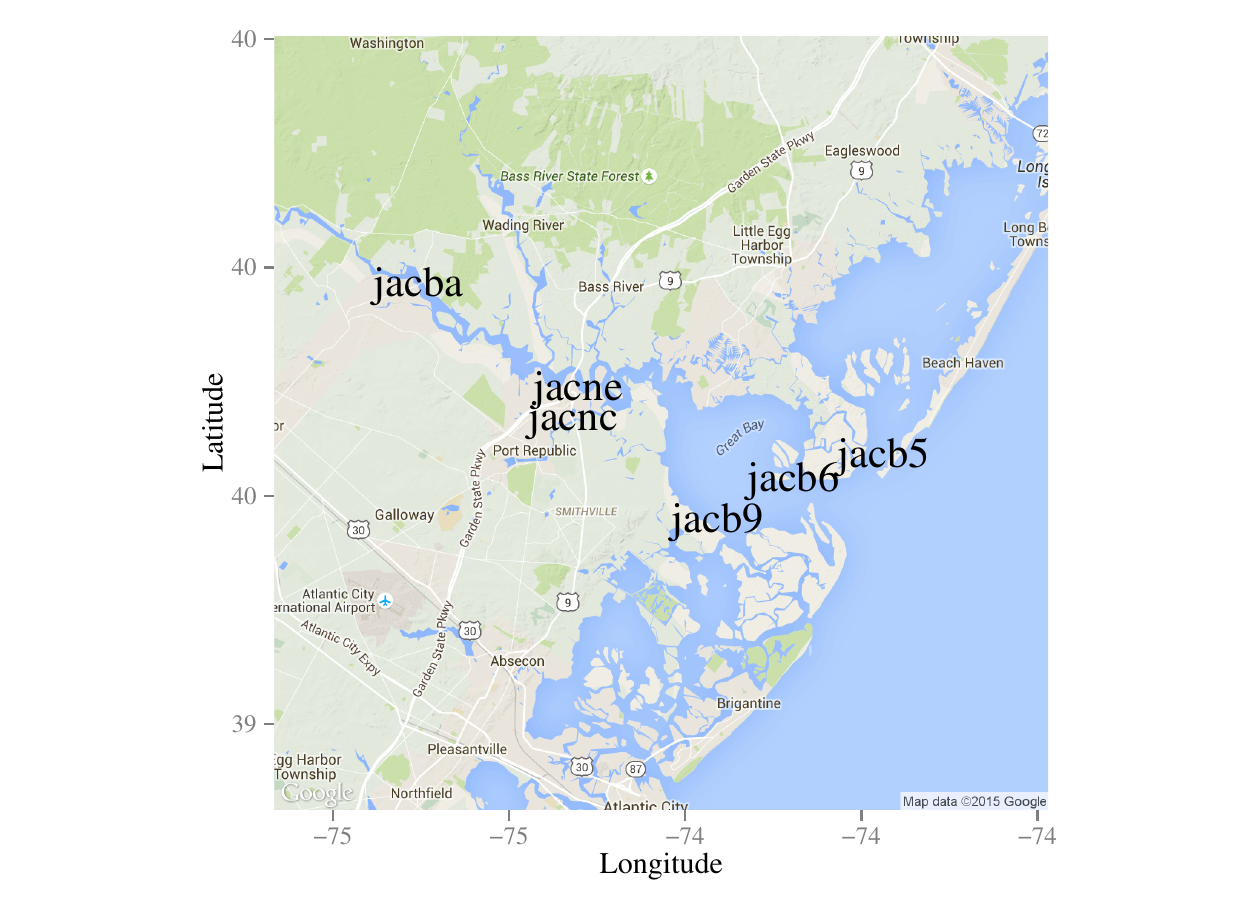 40
Washington
Township
72
Eagleswood
9
Garden State Pkwy
Long
Is
Bass River State Forest
Wading River
Little Egg
Harbor
Township
Long B
Towns
40
jacba
Bass River
9
Beach Haven
jacne
jacnc
Great Bay
or
Port Republic
jacb5
jacb6
40
Galloway
SMITHVILLE
jacb9
30
Garden State Pkwy
Atlantic City
ernational Airport
9
30
Atlantic City Expy
Garden State Pkwy
Absecon
Brigantine
39
Pleasantville
Egg Harbor
Township
30
87
Northfield
Google
Atlantic City
Map data ©2015 Google
−75
−75
−74
−74
−74
Longitude
Latitude